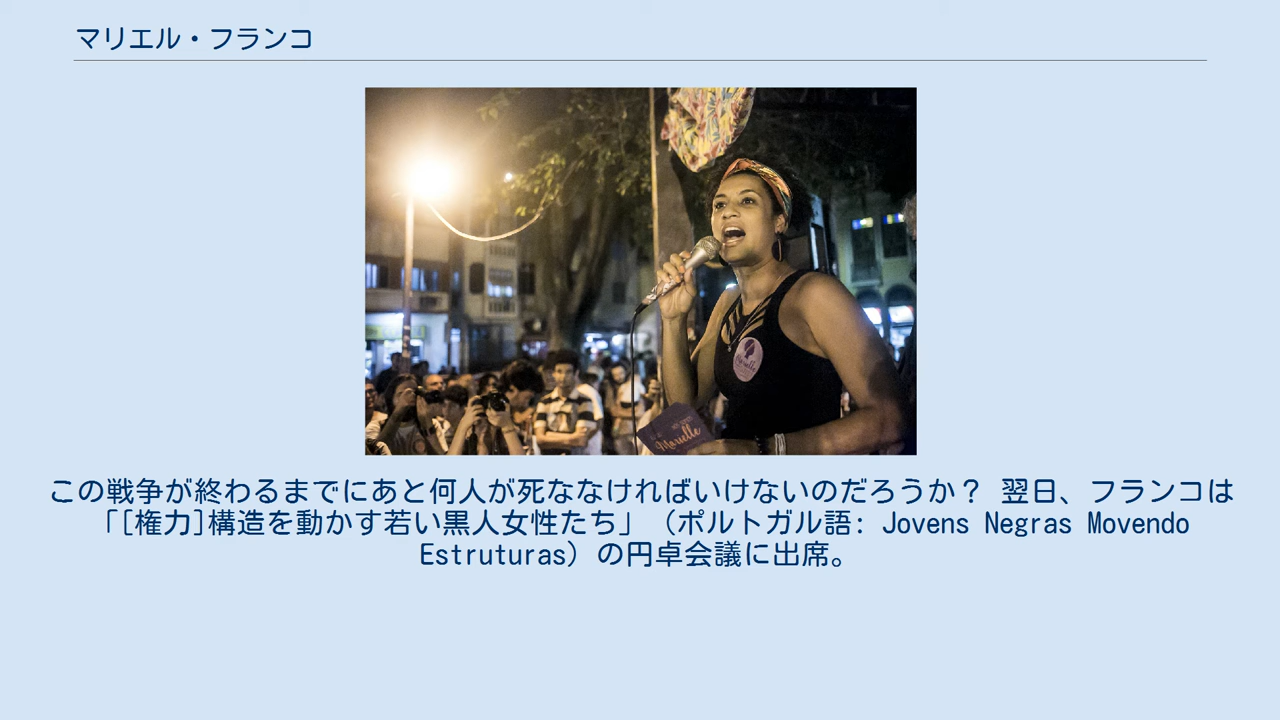 マリエル・フランコ
Marielle
Marielle
この戦争が終わるまでにあと何人が死ななければいけないのだろうか？ 翌日、フランコは
「[権力]構造を動かす若い黒人女性たち」（ポルトガル語: Jovens Negras Movendo
Estruturas）の円卓会議に出席。